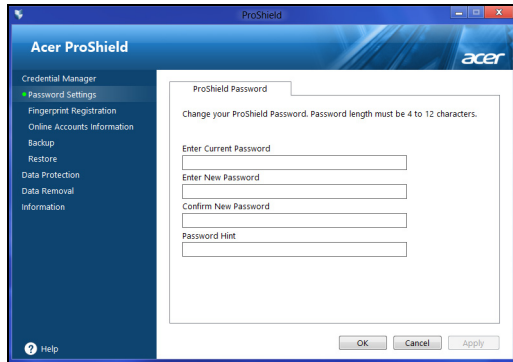 ProShield
Acer ProShield
acer
Credential Manager
Password Settings
Fingerprint Registration
Online Accounts Information
Backup
Restore
Data Protection
Data Removal
Information
ProShield Password
Change your ProShield Password. Password length must be 4 to 12 characters.
Enter Current Password
Enter New Password
Confirm New Password
Password Hint
? Help
OK Cancel Apply